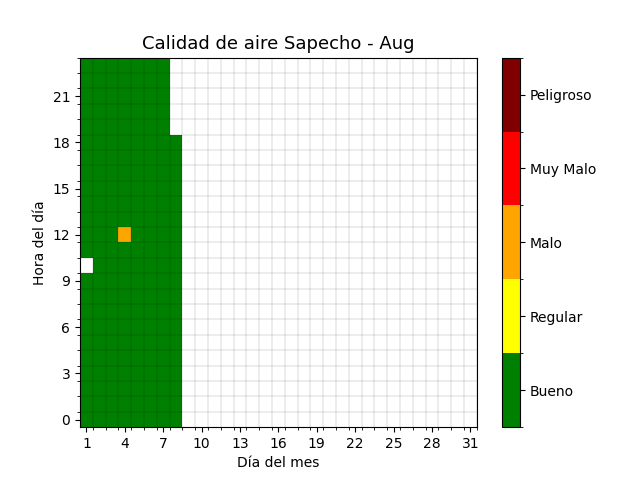 Calidad de aire Sapecho - Aug
Hora del día
21
18
15
12
9
6
3
0
1 4 7 10 13 16 19 22 25 28 31
Día del mes
Peligroso
Muy Malo
Malo
Regular
Bueno